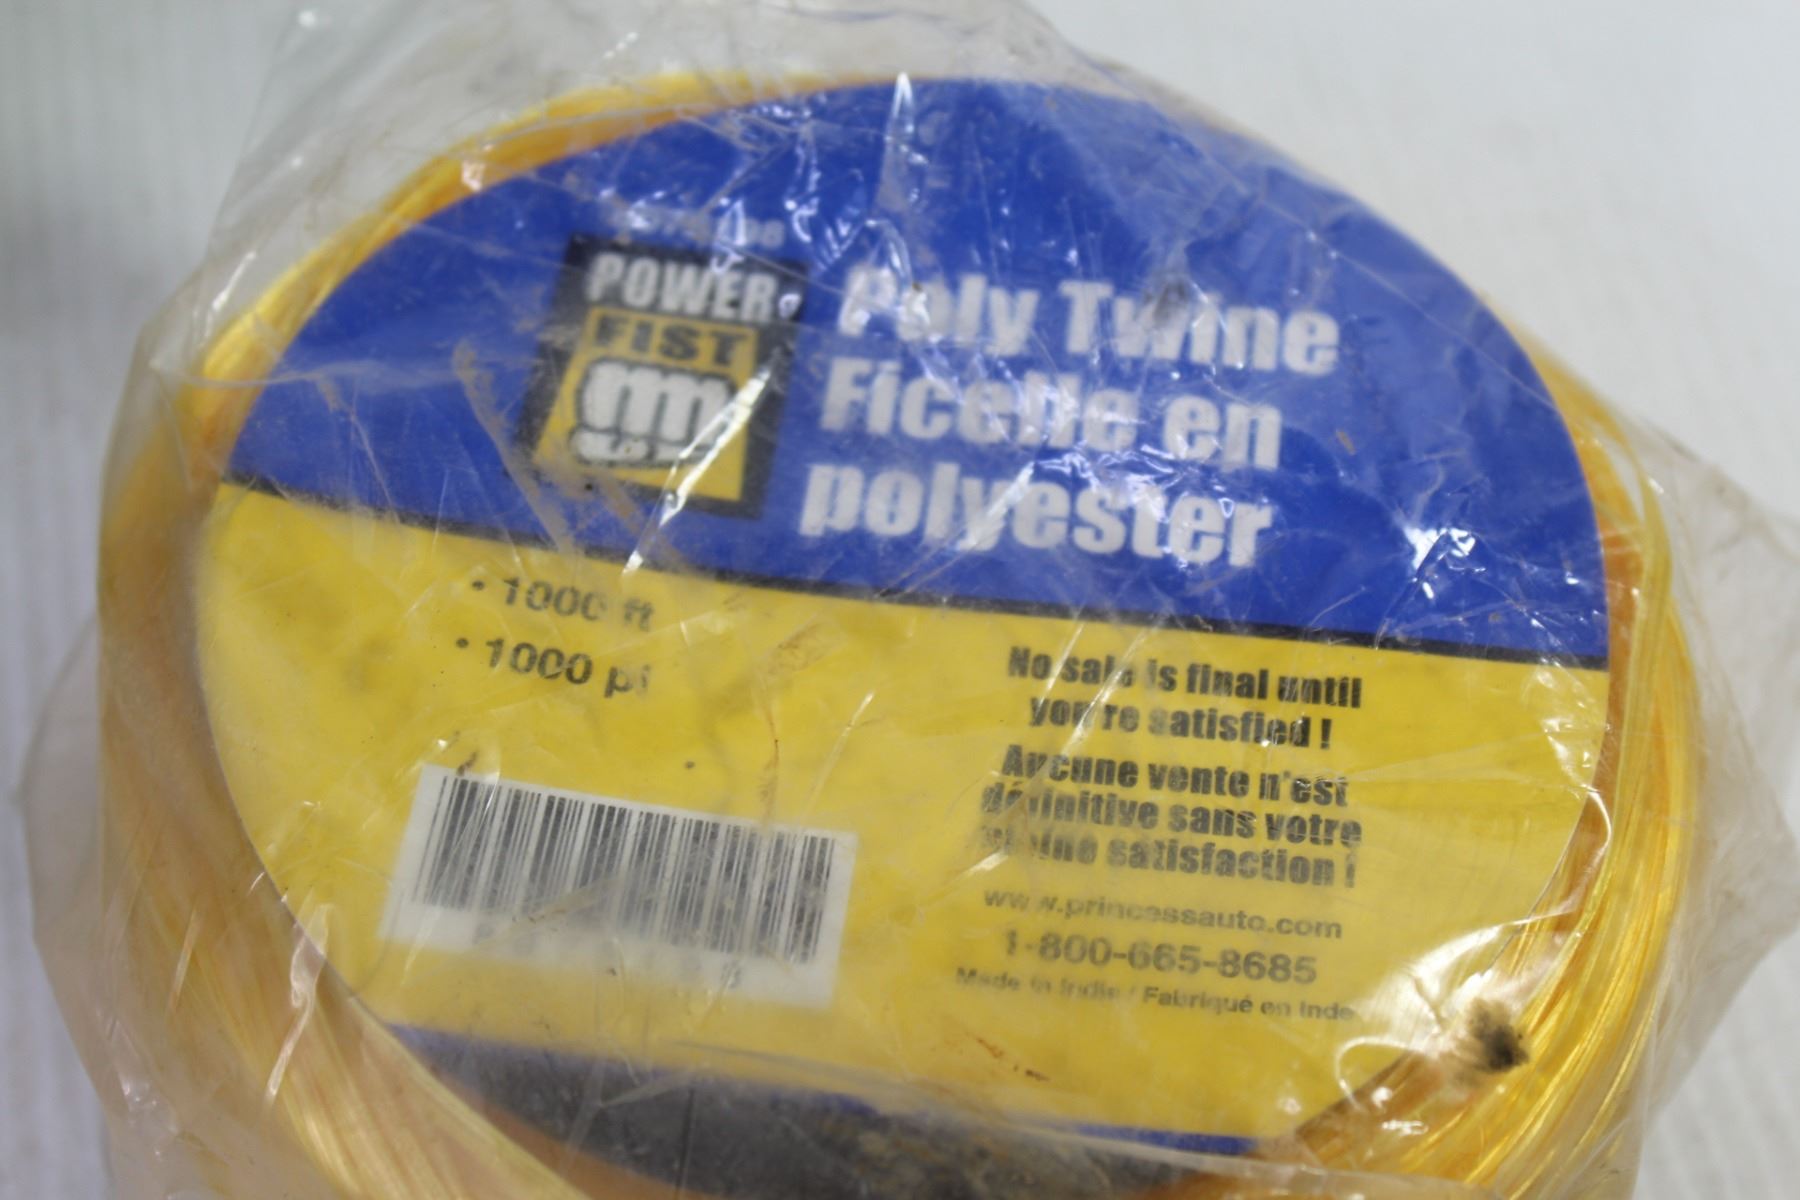 POWER
FIST
Poly Twine
Ficelle en
polyester
• 1000 ft
• 1000 pi
No sale is final until
you're satisfied !
Aucune vente n'est
définitive sans votre
satisfaction !
www.princessauto.com
1-800-665-8685
Made in India / Fabriqué en Inde